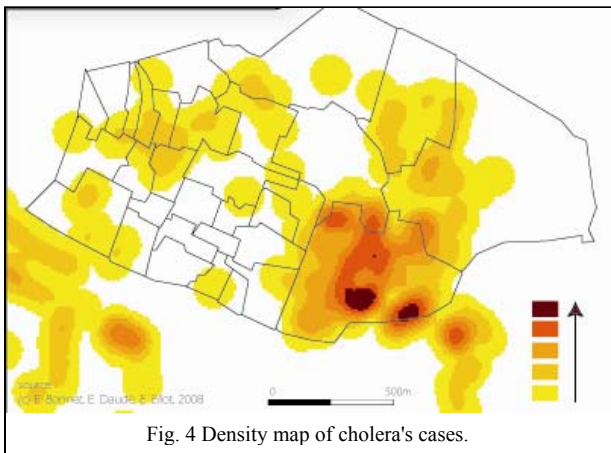 source
(c) E. Bonnet, E. Daudé, E. Eliot, 2008
0 500m
Fig. 4 Density map of cholera's cases.